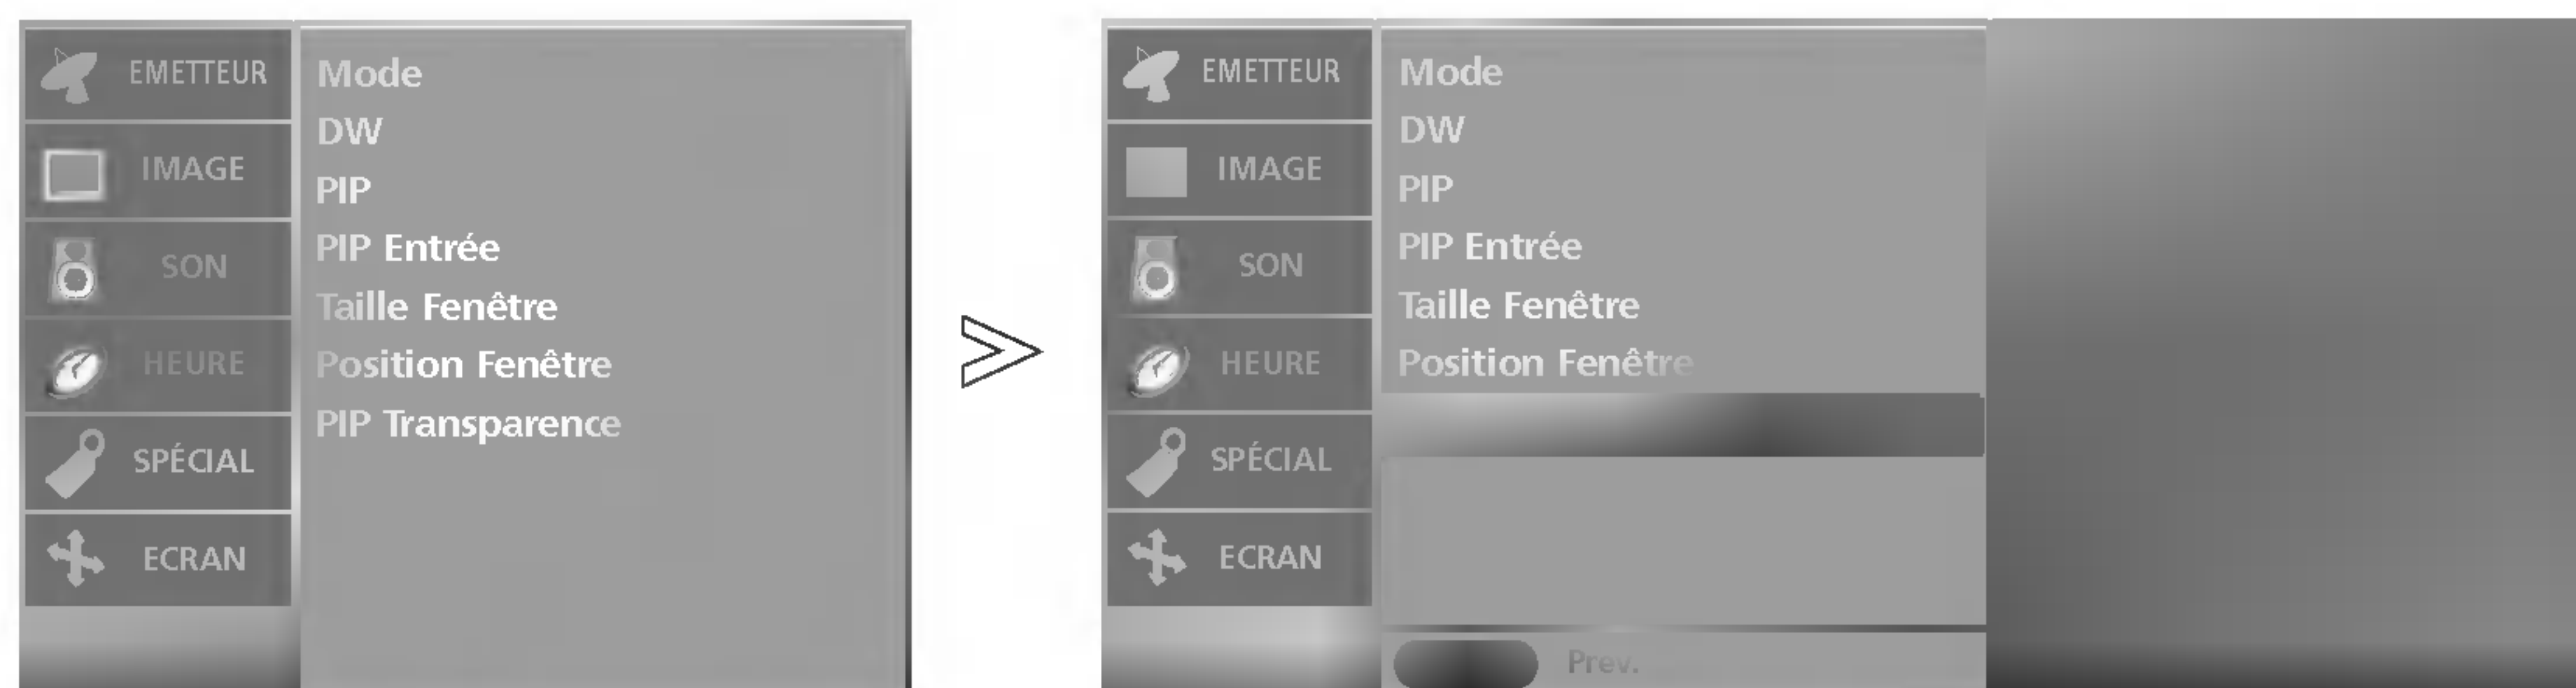 EMETTEUR
IMAGE
SON
HEURE
SPÉCIAL
ECRAN
Mode
DW
PIP
PIP Entrée
Taille Fenêtre
Position Fenêtre
PIP Transparence
EMETTEUR
IMAGE
SON
HEURE
SPÉCIAL
ECRAN
Mode
DW
PIP
PIP Entrée
Taille Fenêtre
Position Fenêtre
Prev.